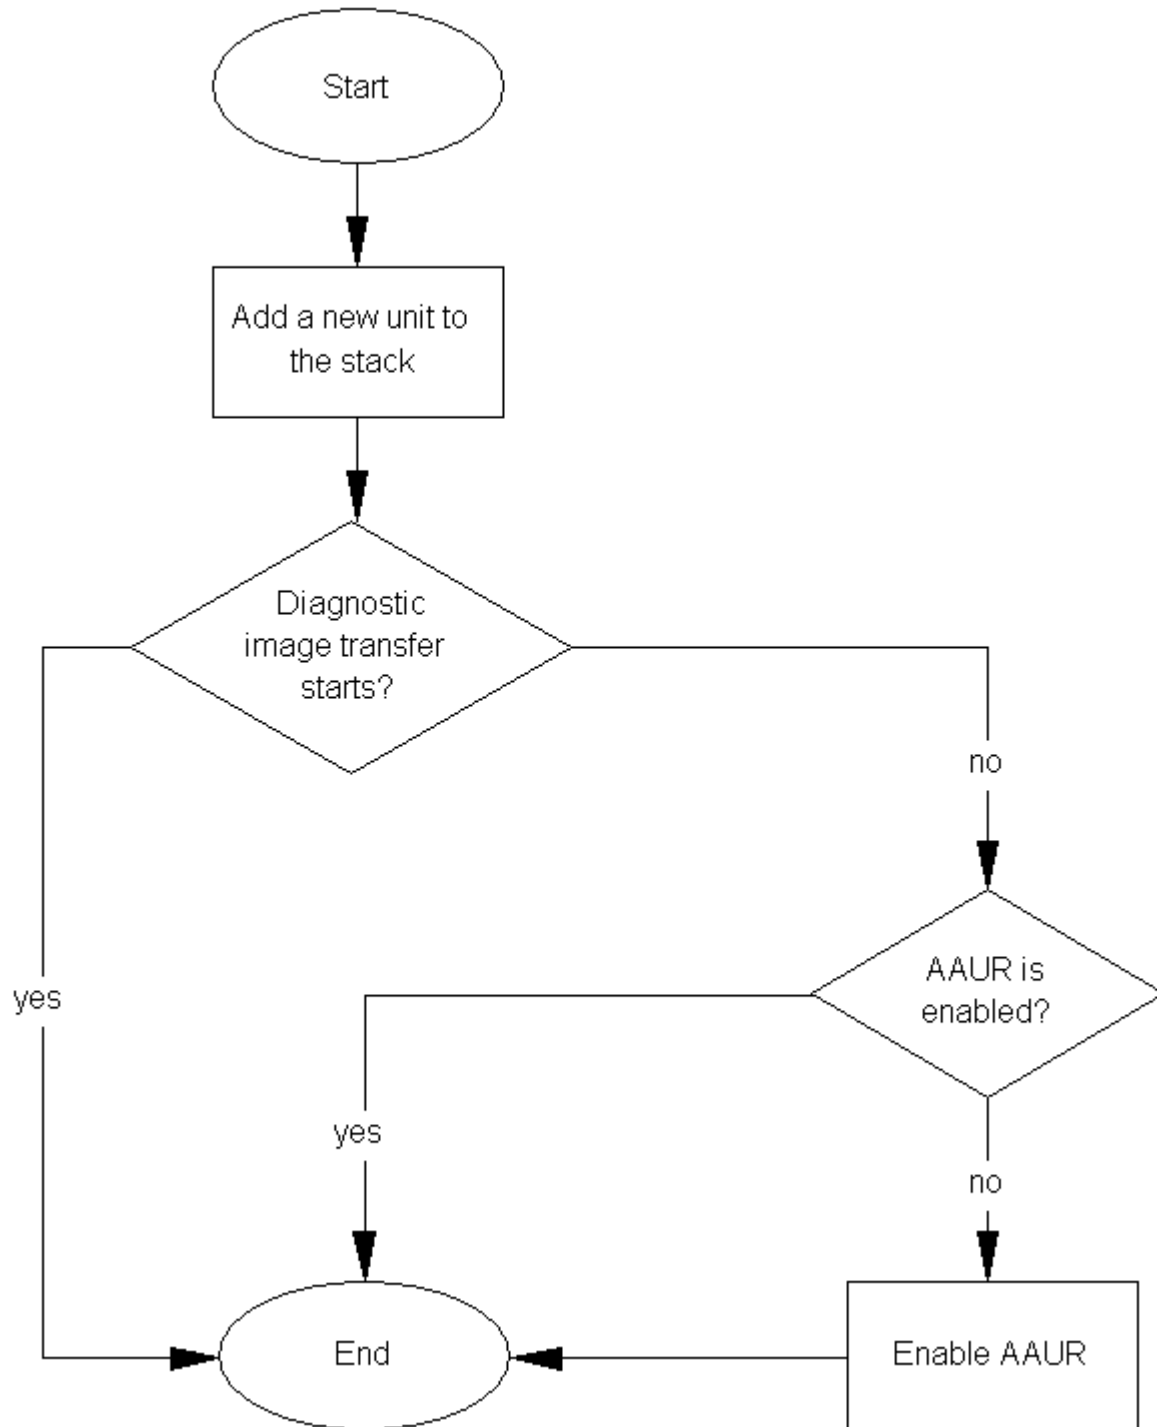 Start
Add a new unit to
the stack
Diagnostic
image transfer
starts?
no
AAUR is
enabled?
yes
yes
no
End
Enable AAUR